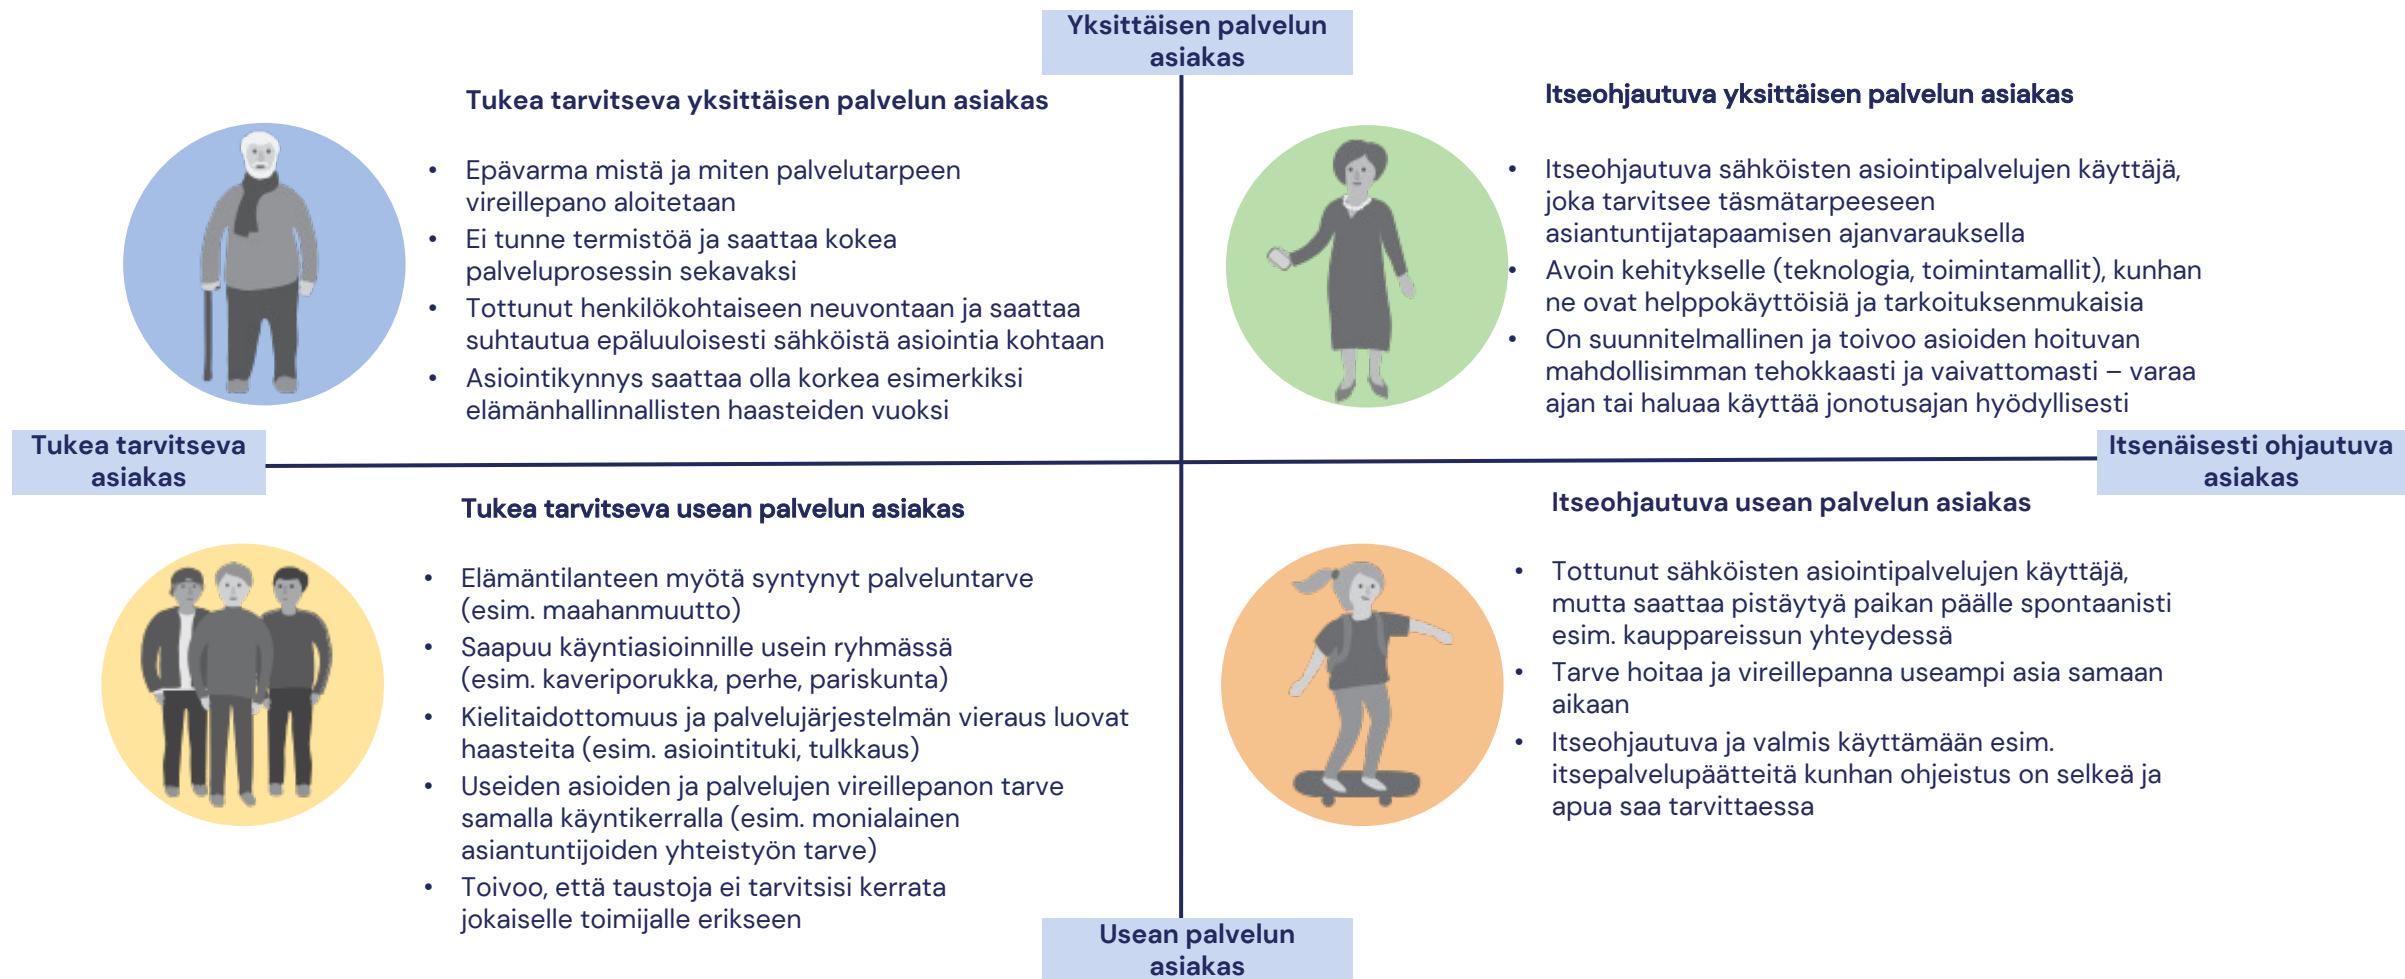 Yksittäisen palvelun
asiakas
Tukea tarvitseva yksittäisen palvelun asiakas
• Epävarma mistä ja miten palvelutarpeen
vireillepano aloitetaan
• Ei tunne termistöä ja saattaa kokea
palveluprosessin sekavaksi
• Tottunut henkilökohtaiseen neuvontaan ja saattaa
suhtautua epäluuloisesti sähköistä asiointia kohtaan
• Asiointikynnys saattaa olla korkea esimerkiksi
elämänhallinnallisten haasteiden vuoksi
Itseohjautuva yksittäisen palvelun asiakas
• Itseohjautuva sähköisten asiointipalvelujen käyttäjä,
joka tarvitsee täsmätarpeeseen
asiantuntijatapaamisen ajanvarauksella
• Avoin kehitykselle (teknologia, toimintamallit), kunhan
ne ovat helppokäyttöisiä ja tarkoituksenmukaisia
• On suunnitelmallinen ja toivoo asioiden hoituvan
mahdollisimman tehokkaasti ja vaivattomasti – varaa
ajan tai haluaa käyttää jonotusajan hyödyllisesti
Tukea tarvitseva
asiakas
Itsenäisesti ohjautuva
asiakas
Tukea tarvitseva usean palvelun asiakas
• Elämäntilanteen myötä syntynyt palveluntarve
(esim. maahanmuutto)
• Saapuu käyntiasioinnille usein ryhmässä
(esim. kaveriporukka, perhe, pariskunta)
• Kielitaidottomuus ja palvelujärjestelmän vieraus luovat
haasteita (esim. asiointituki, tulkkaus)
• Useiden asioiden ja palvelujen vireillepanon tarve
samalla käyntikerralla (esim. monialainen
asiantuntijoiden yhteistyön tarve)
• Toivoo, että taustoja ei tarvitsisi kerrata
jokaiselle toimijalle erikseen
Itseohjautuva usean palvelun asiakas
• Tottunut sähköisten asiointipalvelujen käyttäjä,
mutta saattaa pistäytyä paikan päälle spontaanisti
esim. kauppareissun yhteydessä
• Tarve hoitaa ja vireillepanna useampi asia samaan
aikaan
• Itseohjautuva ja valmis käyttämään esim.
itsepalvelupäätteitä kunhan ohjeistus on selkeä ja
apua saa tarvittaessa
Usean palvelun
asiakas